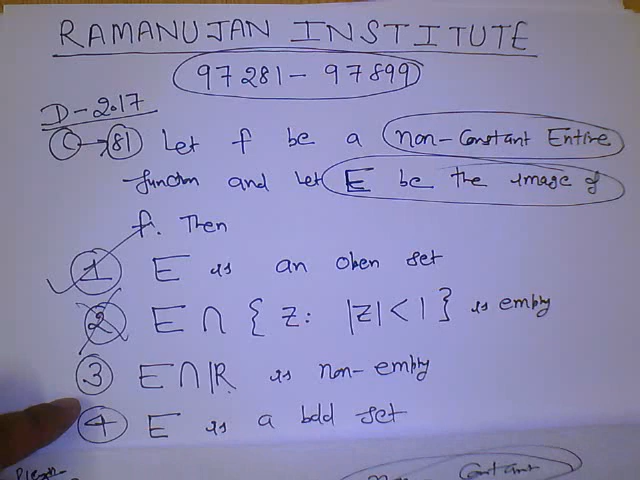 RAMANUJAN INSTITUTE
97281-97899
D-2017
C→81 Let f be a non-Constant Entire
function and let E be the image of
f. Then
1 E is an open set
2 E ∩ { Z: |Z| < 1 } is empty
3 E ∩ ℝ is non-empty
4 E is a bdd set
Constant